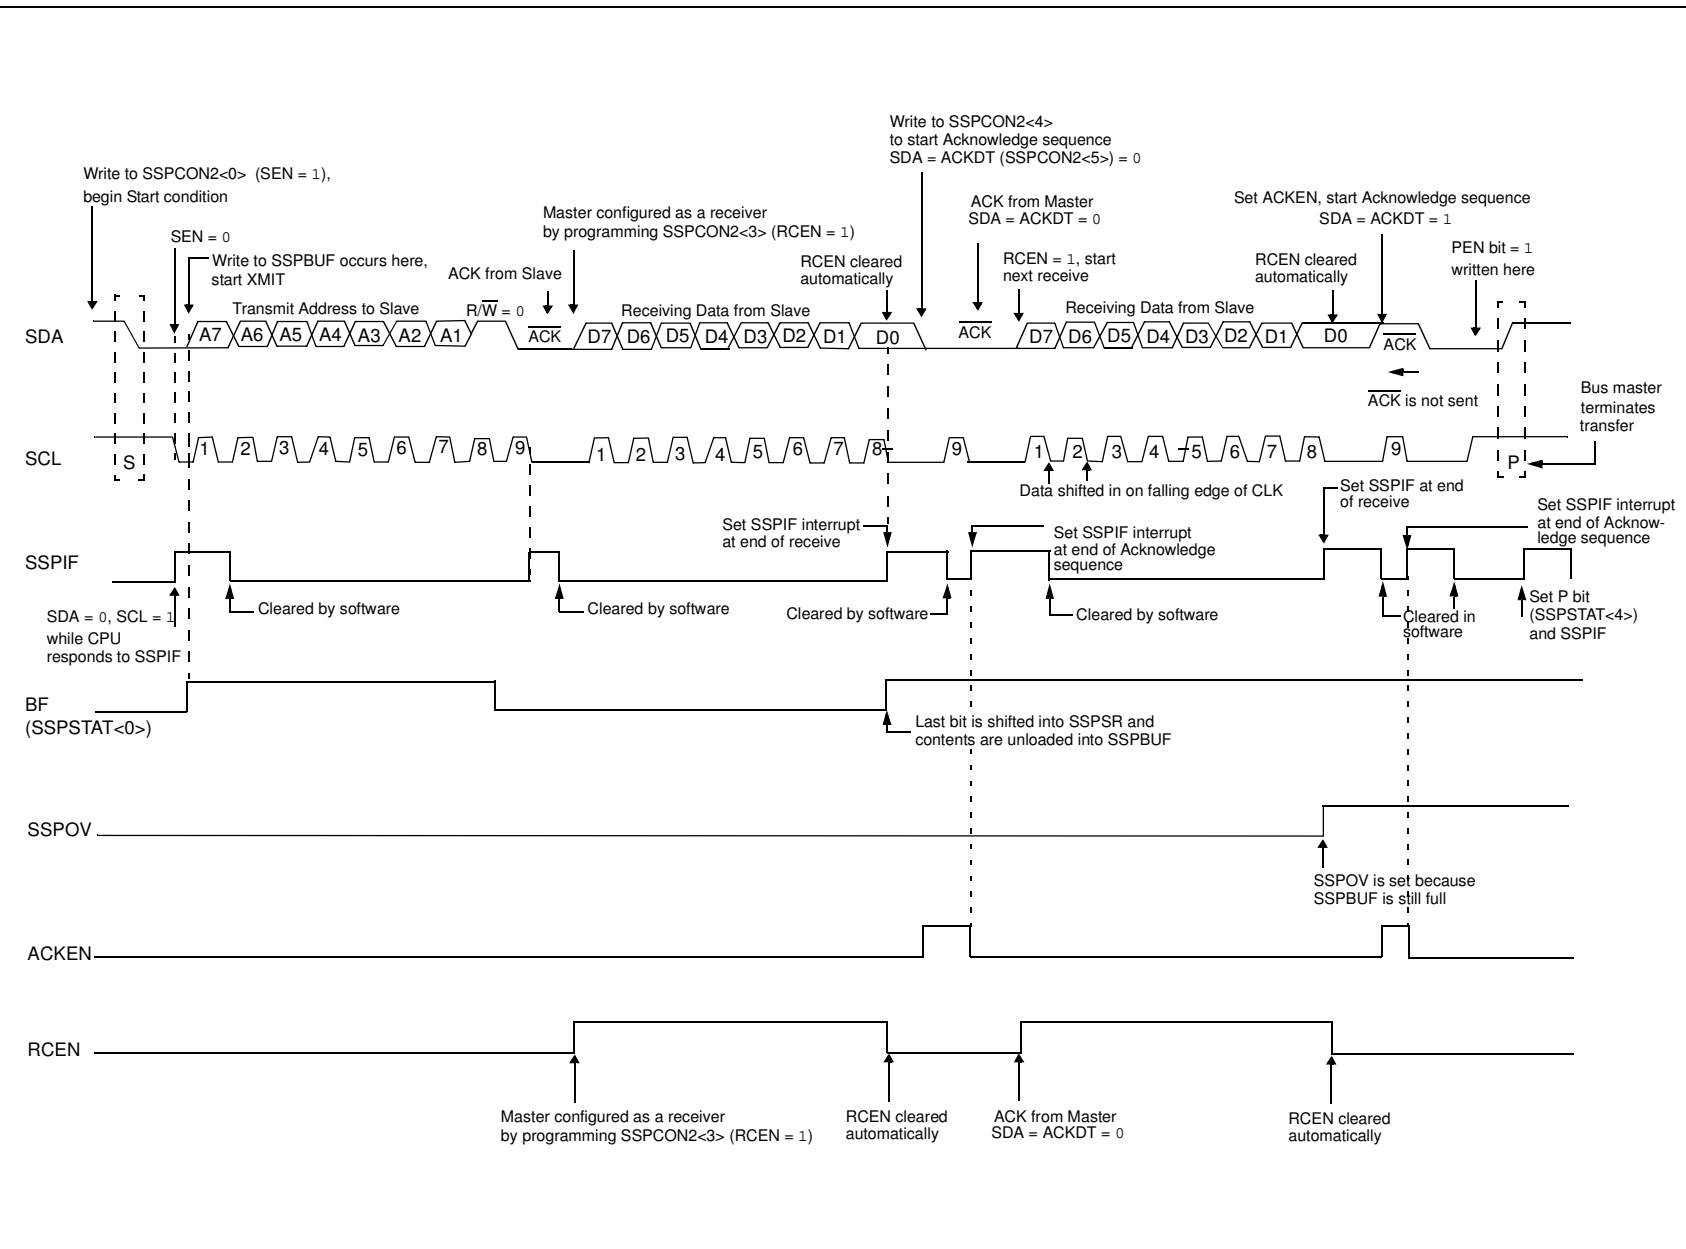 Write to SSPCON2<4>
to start Acknowledge sequence
SDA = ACKDT (SSPCON2<5>) = 0
Write to SSPCON2<0> (SEN = 1),
begin Start condition
ACK from Master
SDA = ACKDT = 0
Set ACKEN, start Acknowledge sequence
SDA = ACKDT = 1
Master configured as a receiver
by programming SSPCON2<3> (RCEN = 1)
SEN = 0
PEN bit = 1
written here
Write to SSPBUF occurs here,
start XMIT
ACK from Slave
RCEN cleared
automatically
RCEN = 1, start
next receive
RCEN cleared
automatically
Transmit Address to Slave
R/W = 0
Receiving Data from Slave
Receiving Data from Slave
SDA A7 A6 A5 A4 A3 A2 A1 ACK D7 D6 D5 D4 D3 D2 D1 D0 ACK D7 D6 D5 D4 D3 D2 D1 D0 ACK
ACK is not sent
Bus master
terminates
transfer
SCL S 1 2 3 4 5 6 7 8 9 1 2 3 4 5 6 7 8 9 1 2 3 4 5 6 7 8 9 P
Data shifted in on falling edge of CLK
Set SSPIF at end
of receive
Set SSPIF interrupt
at end of Acknow-
ledge sequence
Set SSPIF interrupt
at end of receive
Set SSPIF interrupt
at end of Acknowledge
sequence
SSPIF
SDA = 0, SCL = 1
while CPU
responds to SSPIF
Cleared by software
Cleared by software
Cleared by software
Cleared by software
Cleared in
software
Set P bit
(SSPSTAT<4>)
and SSPIF
BF
(SSPSTAT<0>)
Last bit is shifted into SSPSR and
contents are unloaded into SSPBUF
SSPOV
SSPOV is set because
SSPBUF is still full
ACKEN
RCEN
Master configured as a receiver
by programming SSPCON2<3> (RCEN = 1)
RCEN cleared
automatically
ACK from Master
SDA = ACKDT = 0
RCEN cleared
automatically